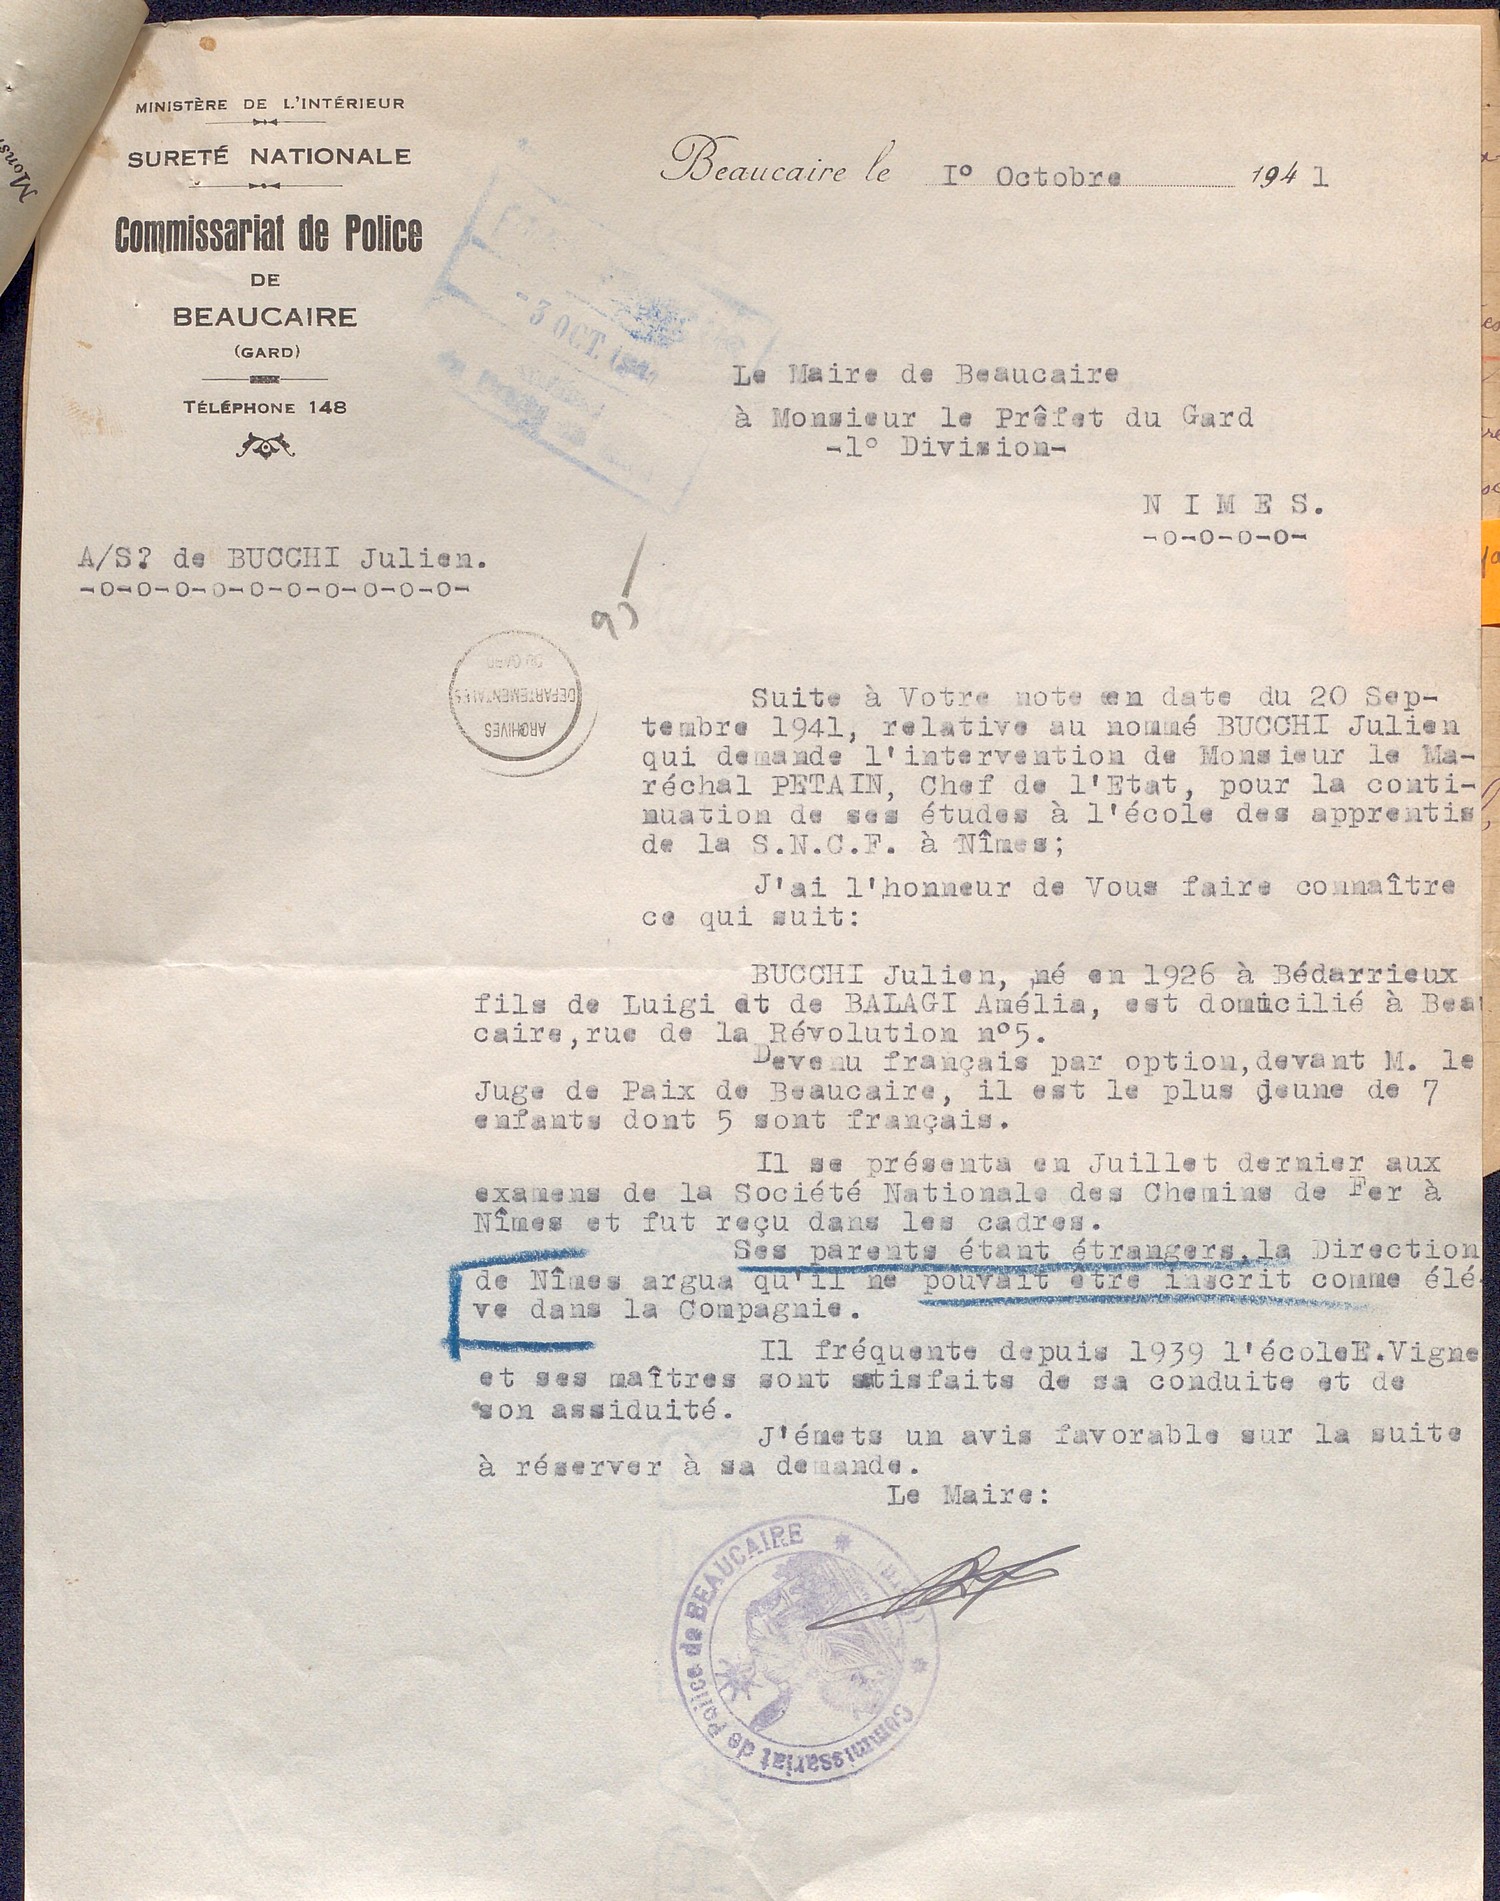 MINISTÈRE DE L'INTÉRIEUR
SURETÉ NATIONALE
Commissariat de Police
DE
BEAUCAIRE
(GARD)
TÉLÉPHONE 148
Beaucaire le I° Octobre 1941
- 3 OCT
Le Maire de Beaucaire
à Monsieur le Prêfet du Gard
-1° Division-
N I M E S.
-o-o-o-o-
A/S? de BUCCHI Julien.
-o-o-o-o-o-o-o-o-o-o-
ARCHIVES
DEPARTEMENTALES
DU GARD
Suite à Votre note en date du 20 Sep-
tembre 1941, relative au nommé BUCCHI Julien
qui demande l'intervention de Monsieur le Ma-
réchal PETAIN, Chef de l'Etat, pour la conti-
nuation de ses études à l'école des apprentis
de la S.N.C.F. à Nîmes;
J'ai l'honneur de Vous faire connaître
ce qui suit:
BUCCHI Julien, né en 1926 à Bédarrieux
fils de Luigi et de BALAGI Amélia, est domicilié à Beau
caire,rue de la Révolution n°5.
Devenu français par option,devant M. le
Juge de Paix de Beaucaire, il est le plus jeune de 7
enfants dont 5 sont français.
Il se présenta en Juillet dernier aux
examens de la Société Nationale des Chemins de Fer à
Nîmes et fut reçu dans les cadres.
Ses parents étant étrangers,la Direction
de Nîmes argua qu'il ne pouvait être inscrit comme élé-
ve dans la Compagnie.
Il fréquente depuis 1939 l'écoleE.Vigne
et ses maîtres sont satisfaits de sa conduite et de
son assiduité.
J'émets un avis favorable sur la suite
à réserver à sa demande.
Le Maire:
Commissariat de Police de BEAUCAIRE